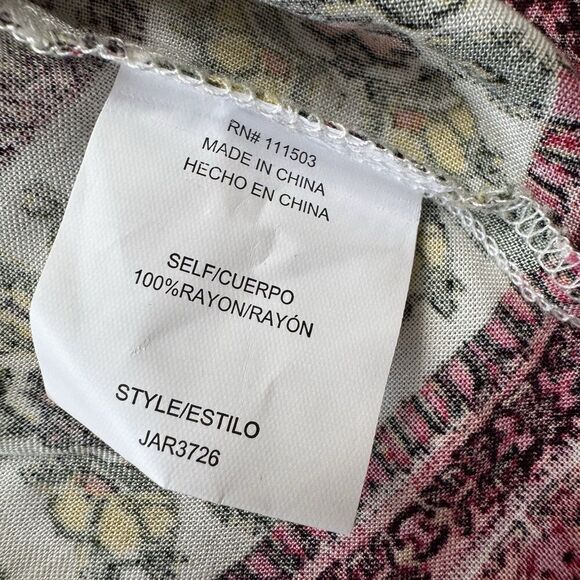 RN# 111503
MADE IN CHINA
HECHO EN CHINA
SELF/CUERPO
100%RAYON/RAYÓN
STYLE/ESTILO
JAR3726